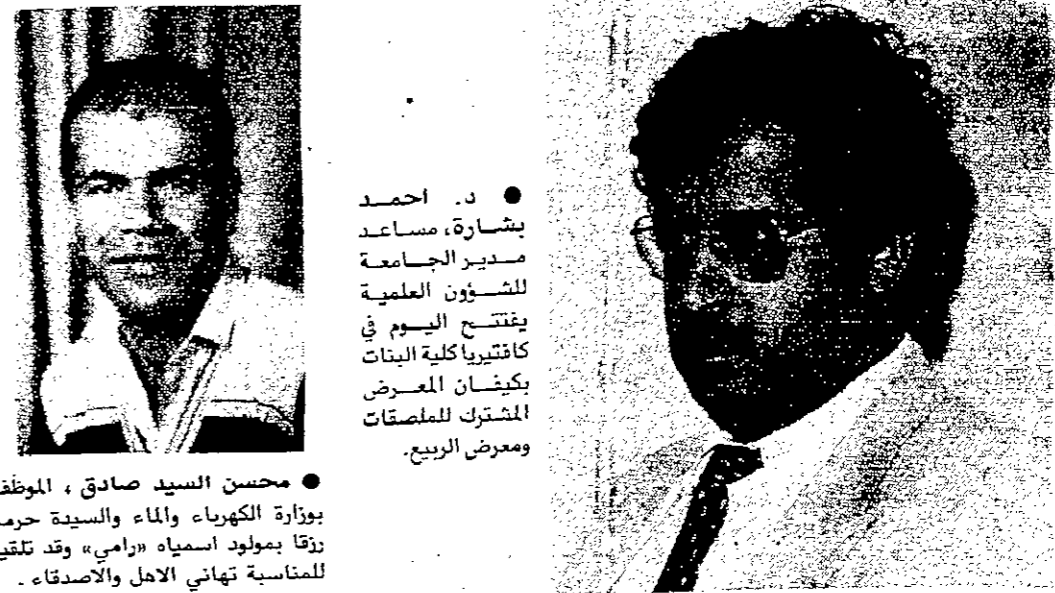 ● د. احمد
بشارة، مساعد
مدير الجامعة
للشؤون العلمية
يفتتح اليوم في
كافتيريا كلية البنات
بكيفان المعرض
المشترك للملصقات
ومعرض الربيع.
● محسن السيد صادق، الموظف
بوزارة الكهرباء والماء والسيدة حرمه
رزقا بمولود اسمياه «رامي» وقد تلقيا
للمناسبة تهاني الاهل والاصدقاء.